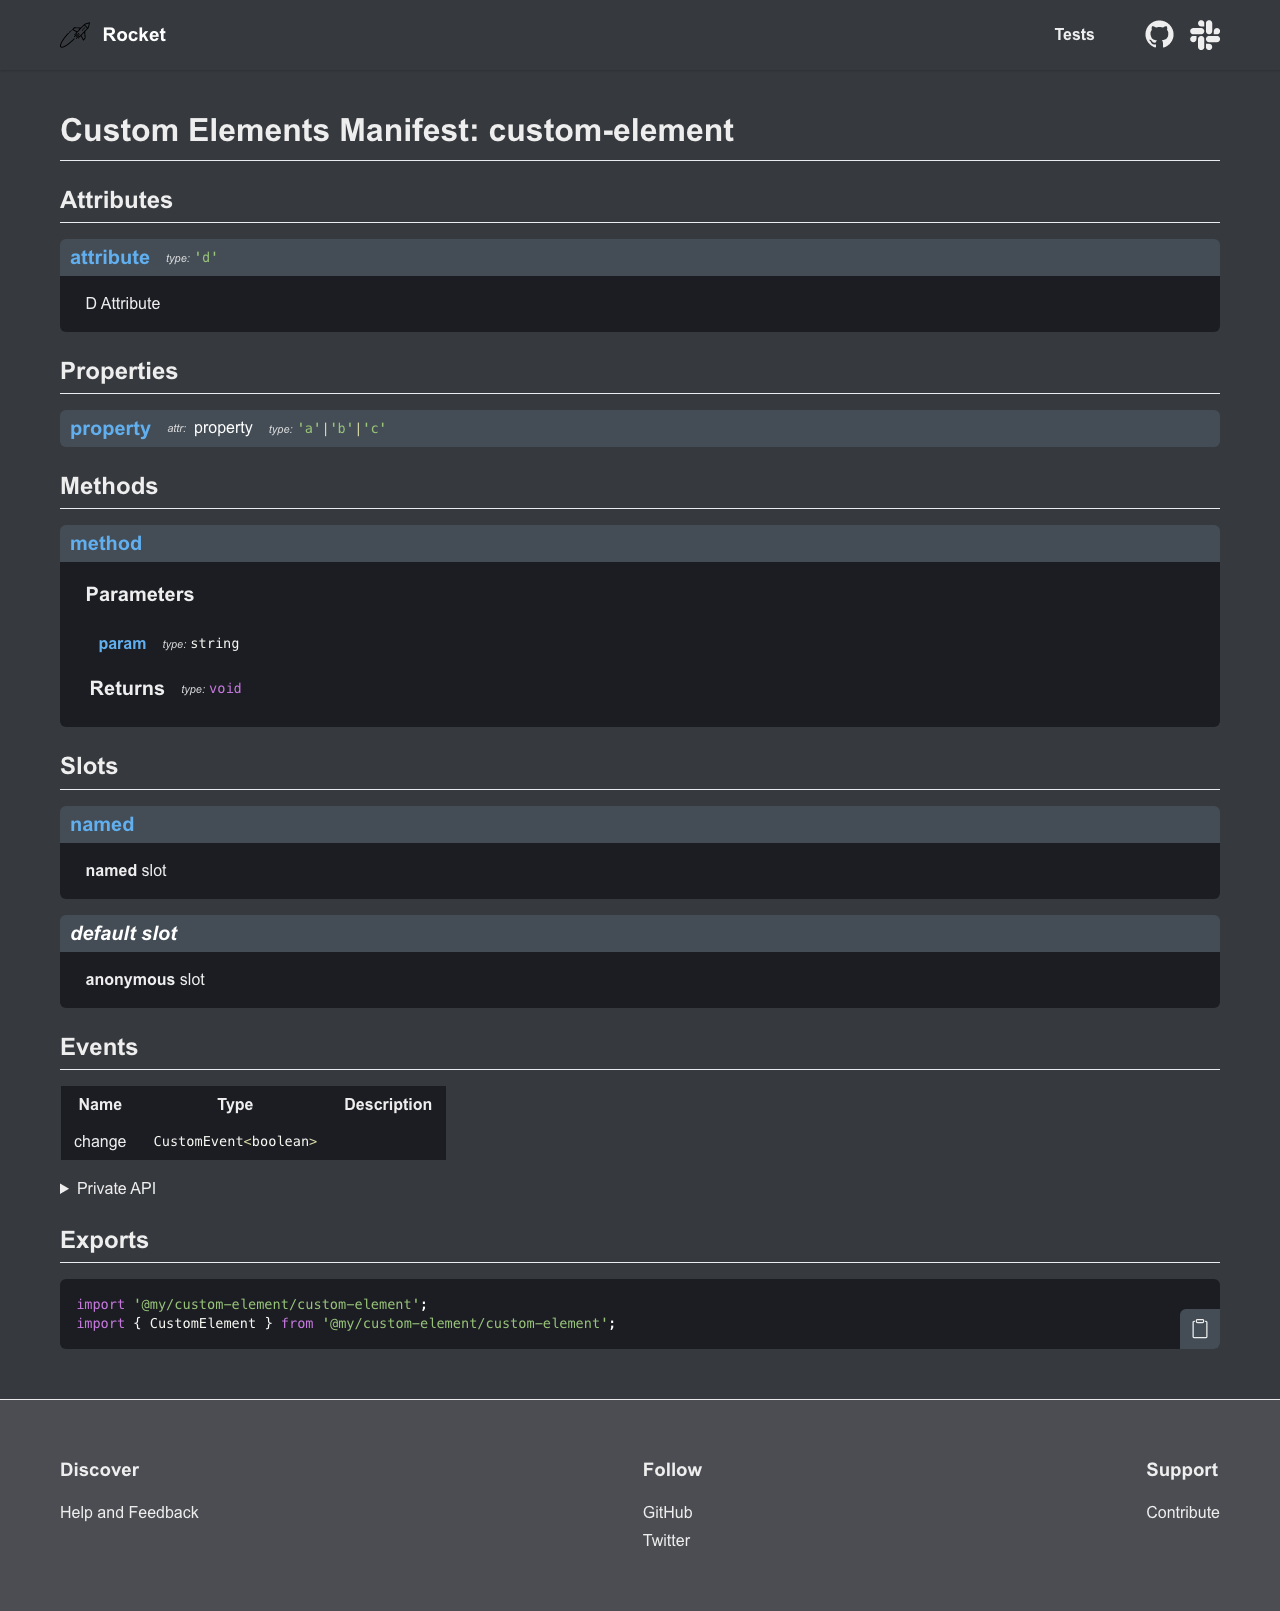 Rocket
Tests
Custom Elements Manifest: custom-element
Attributes
attribute type: 'd'
D Attribute
Properties
property attr: property type: 'a'|'b'|'c'
Methods
method
Parameters
param type: string
Returns type: void
Slots
named
named slot
default slot
anonymous slot
Events
Name Type Description
change CustomEvent<boolean>
Private API
Exports
import '@my/custom-element/custom-element';
import { CustomElement } from '@my/custom-element/custom-element';
Discover
Help and Feedback
Follow
GitHub
Twitter
Support
Contribute